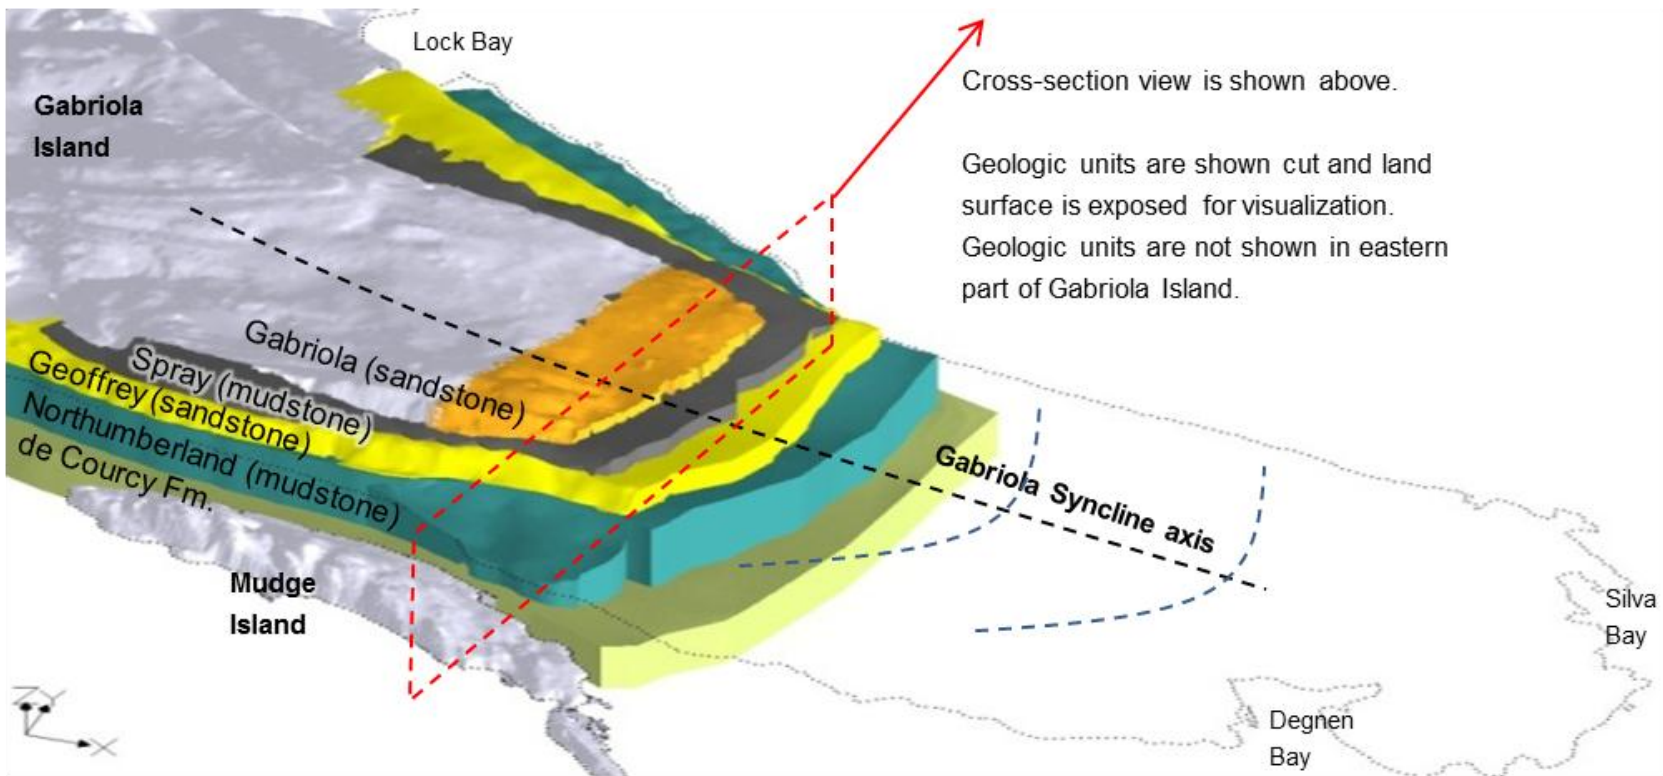 Lock Bay
Gabriola
Island
Cross-section view is shown above.
Geologic units are shown cut and land
surface is exposed for visualization.
Geologic units are not shown in eastern
part of Gabriola Island.
Gabriola (sandstone)
Spray (mudstone)
Geoffrey (sandstone)
Northumberland (mudstone)
de Courcy Fm.
Gabriola Syncline axis
Mudge
Island
Silva
Bay
Degnen
Bay
Z
Y
X